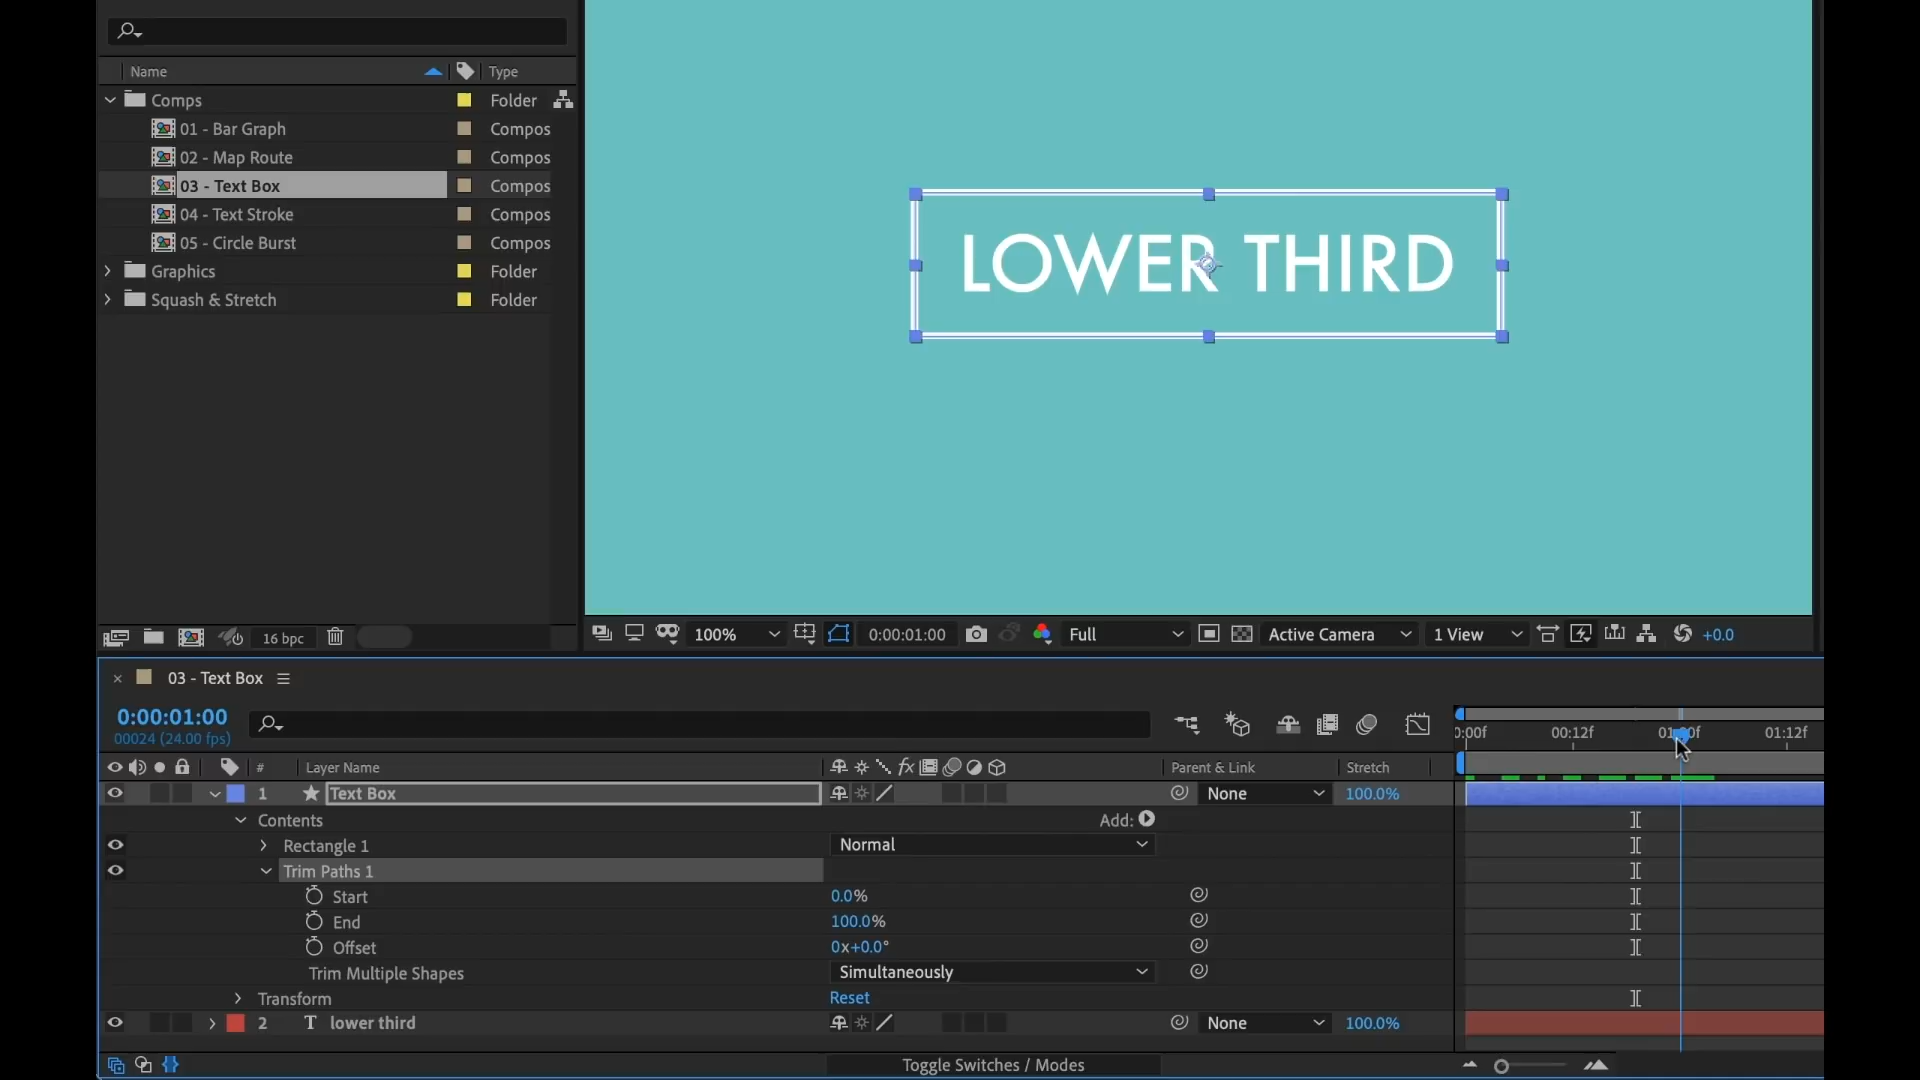 Name Type
Comps Folder
01 - Bar Graph Compos
02 - Map Route Compos
03 - Text Box Compos
04 - Text Stroke Compos
05 - Circle Burst Compos
Graphics Folder
Squash & Stretch Folder
LOWER THIRD
16 bpc
100% 0:00:01:00 Full Active Camera 1 View +0.0
× 03 - Text Box
0:00:01:00
00024 (24.00 fps)
0:00f 00:12f 01:00f 01:12f
# Layer Name fx Parent & Link Stretch
1 Text Box None 100.0%
Contents Add:
Rectangle 1 Normal
Trim Paths 1
Start 0.0%
End 100.0%
Offset 0x+0.0°
Trim Multiple Shapes Simultaneously
Transform Reset
2 T lower third None 100.0%
Toggle Switches / Modes